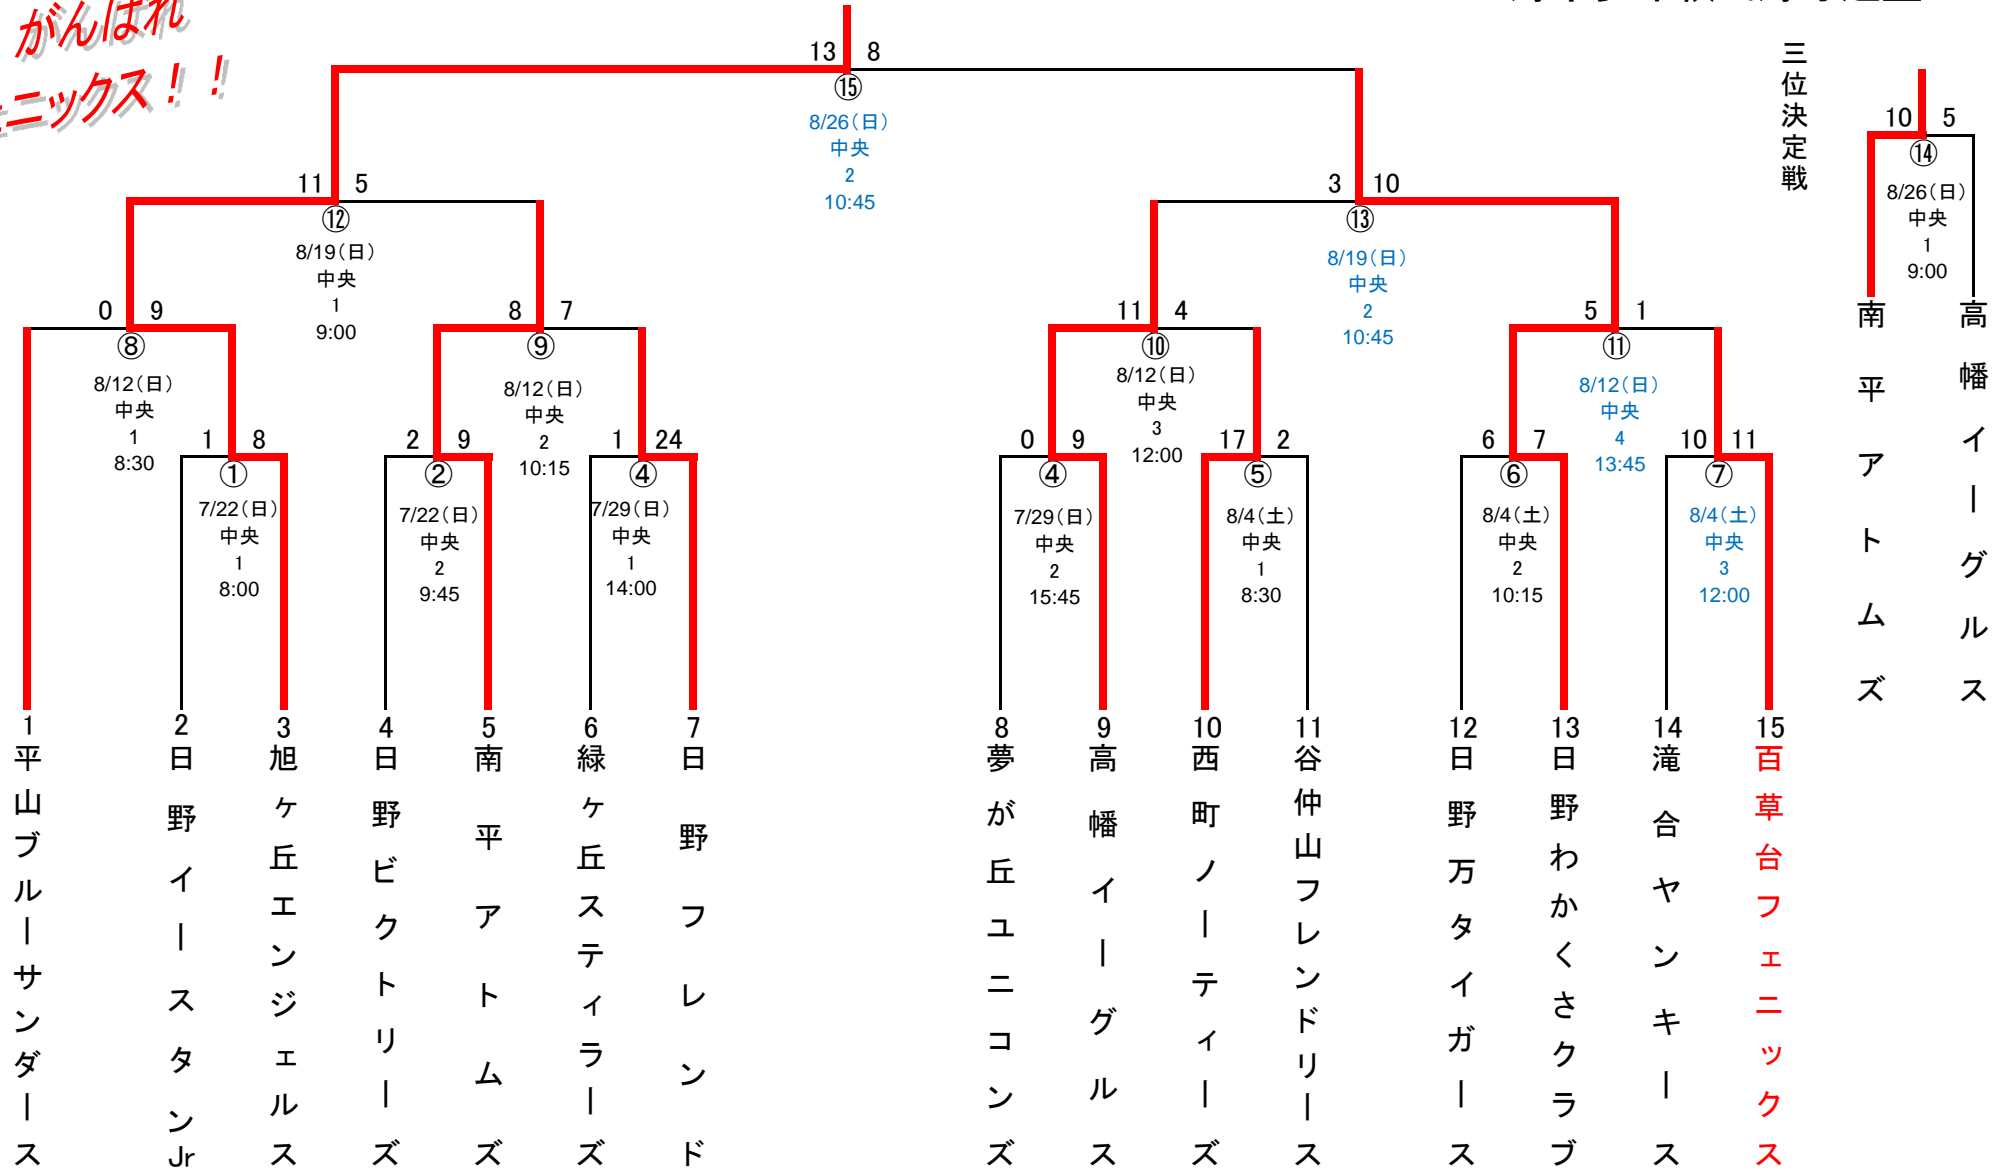 がんばれ
ェニックス！！
三位決定戦
13 8
⑮
8/26（日）
中央
2
10:45
10 5
⑭
8/26（日）
中央
1
9:00
南平アトムズ
高幡イーグルス
11 5
⑫
8/19（日）
中央
1
9:00
3 10
⑬
8/19（日）
中央
2
10:45
0 9
⑧
8/12（日）
中央
1
8:30
8 7
⑨
8/12（日）
中央
2
10:15
11 4
⑩
8/12（日）
中央
3
12:00
5 1
⑪
8/12（日）
中央
4
13:45
1 8
①
7/22（日）
中央
1
8:00
2 9
②
7/22（日）
中央
2
9:45
1 24
④
7/29（日）
中央
1
14:00
0 9
④
7/29（日）
中央
2
15:45
17 2
⑤
8/4（土）
中央
1
8:30
6 7
⑥
8/4（土）
中央
2
10:15
10 11
⑦
8/4（土）
中央
3
12:00
1 平山ブルーサンダース
2 日野イースタンJr
3 旭ヶ丘エンジェルス
4 日野ビクトリーズ
5 南平アトムズ
6 緑ヶ丘スティラーズ
7 日野フレンド
8 夢が丘ユニコンズ
9 高幡イーグルス
10 西町ノーティーズ
11 谷仲山フレンドリース
12 日野万タイガース
13 日野わかくさクラブ
14 滝合ヤンキース
15 百草台フェニックス